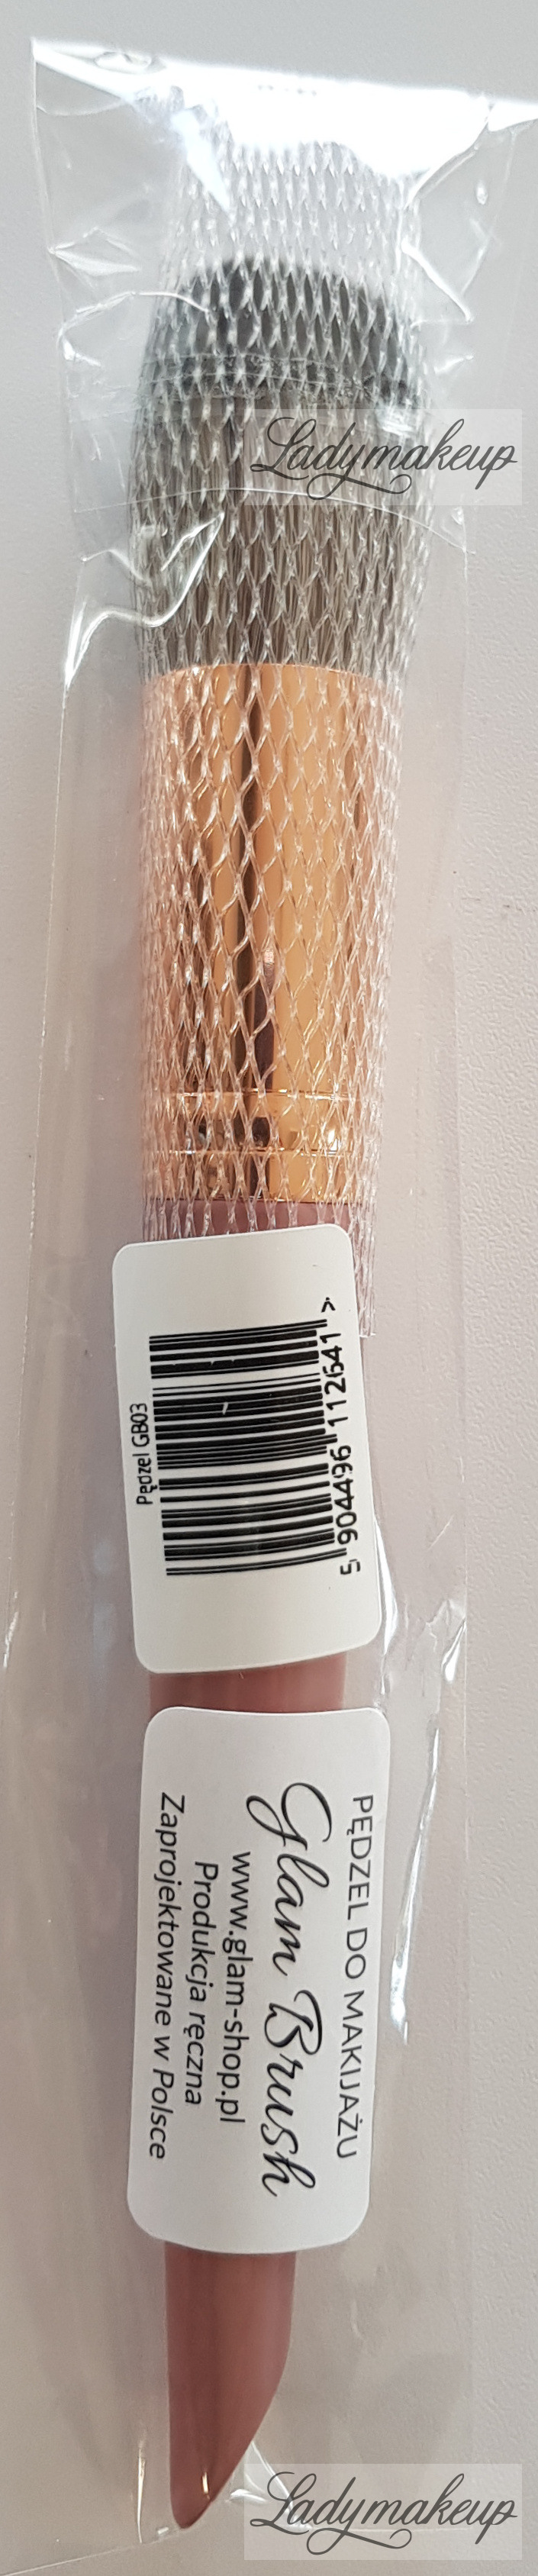 Ladymakeup
Pędzel GB03
5 904496 112641 >
PĘDZEL DO MAKIJAŻU
Glam Brush
www.glam-shop.pl
Produkcja ręczna
Zaprojektowane w Polsce
Ladymakeup